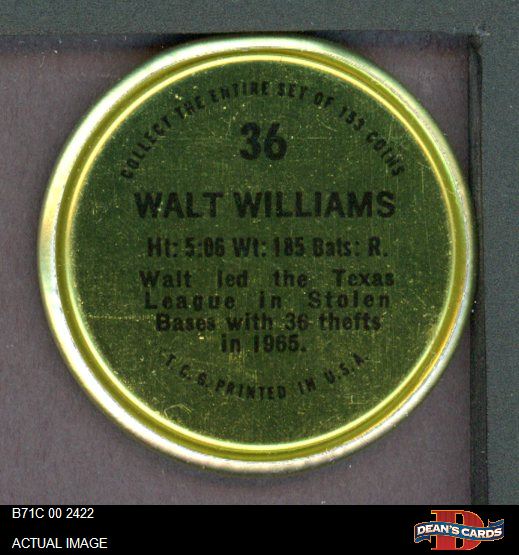 COLLECT THE ENTIRE SET OF 153 COINS
36
WALT WILLIAMS
Ht: 5:06 Wt: 185 Bats: R.
Walt led the Texas
League in Stolen
Bases with 36 thefts
in 1965.
T.C.G. PRINTED IN U.S.A.
B71C 00 2422
ACTUAL IMAGE
D
DEAN'S CARDS